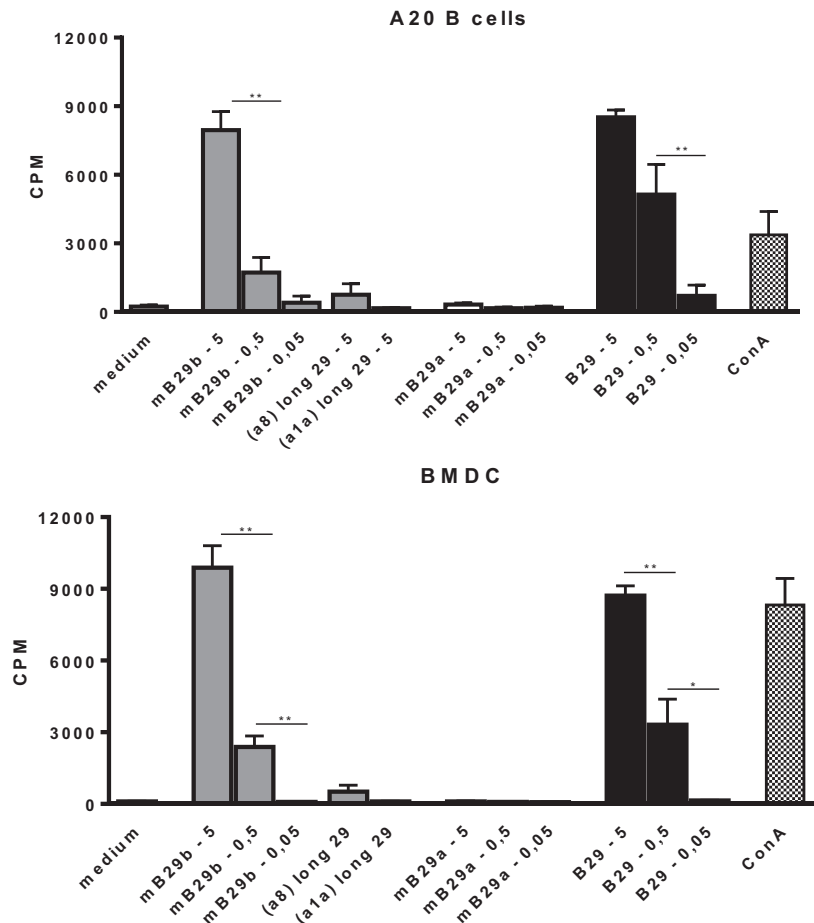 A20 B cells
12000
9000
6000
3000
0
CPM
**
**
medium
mB29b - 5
mB29b - 0,5
mB29b - 0,05
(a8) long 29 - 5
(a1a) long 29 - 5
mB29a - 5
mB29a - 0,5
mB29a - 0,05
B29 - 5
B29 - 0,5
B29 - 0,05
ConA
BMDC
12000
9000
6000
3000
0
CPM
**
**
**
*
medium
mB29b - 5
mB29b - 0,5
mB29b - 0,05
(a8) long 29
(a1a) long 29
mB29a - 5
mB29a - 0,5
mB29a - 0,05
B29 - 5
B29 - 0,5
B29 - 0,05
ConA